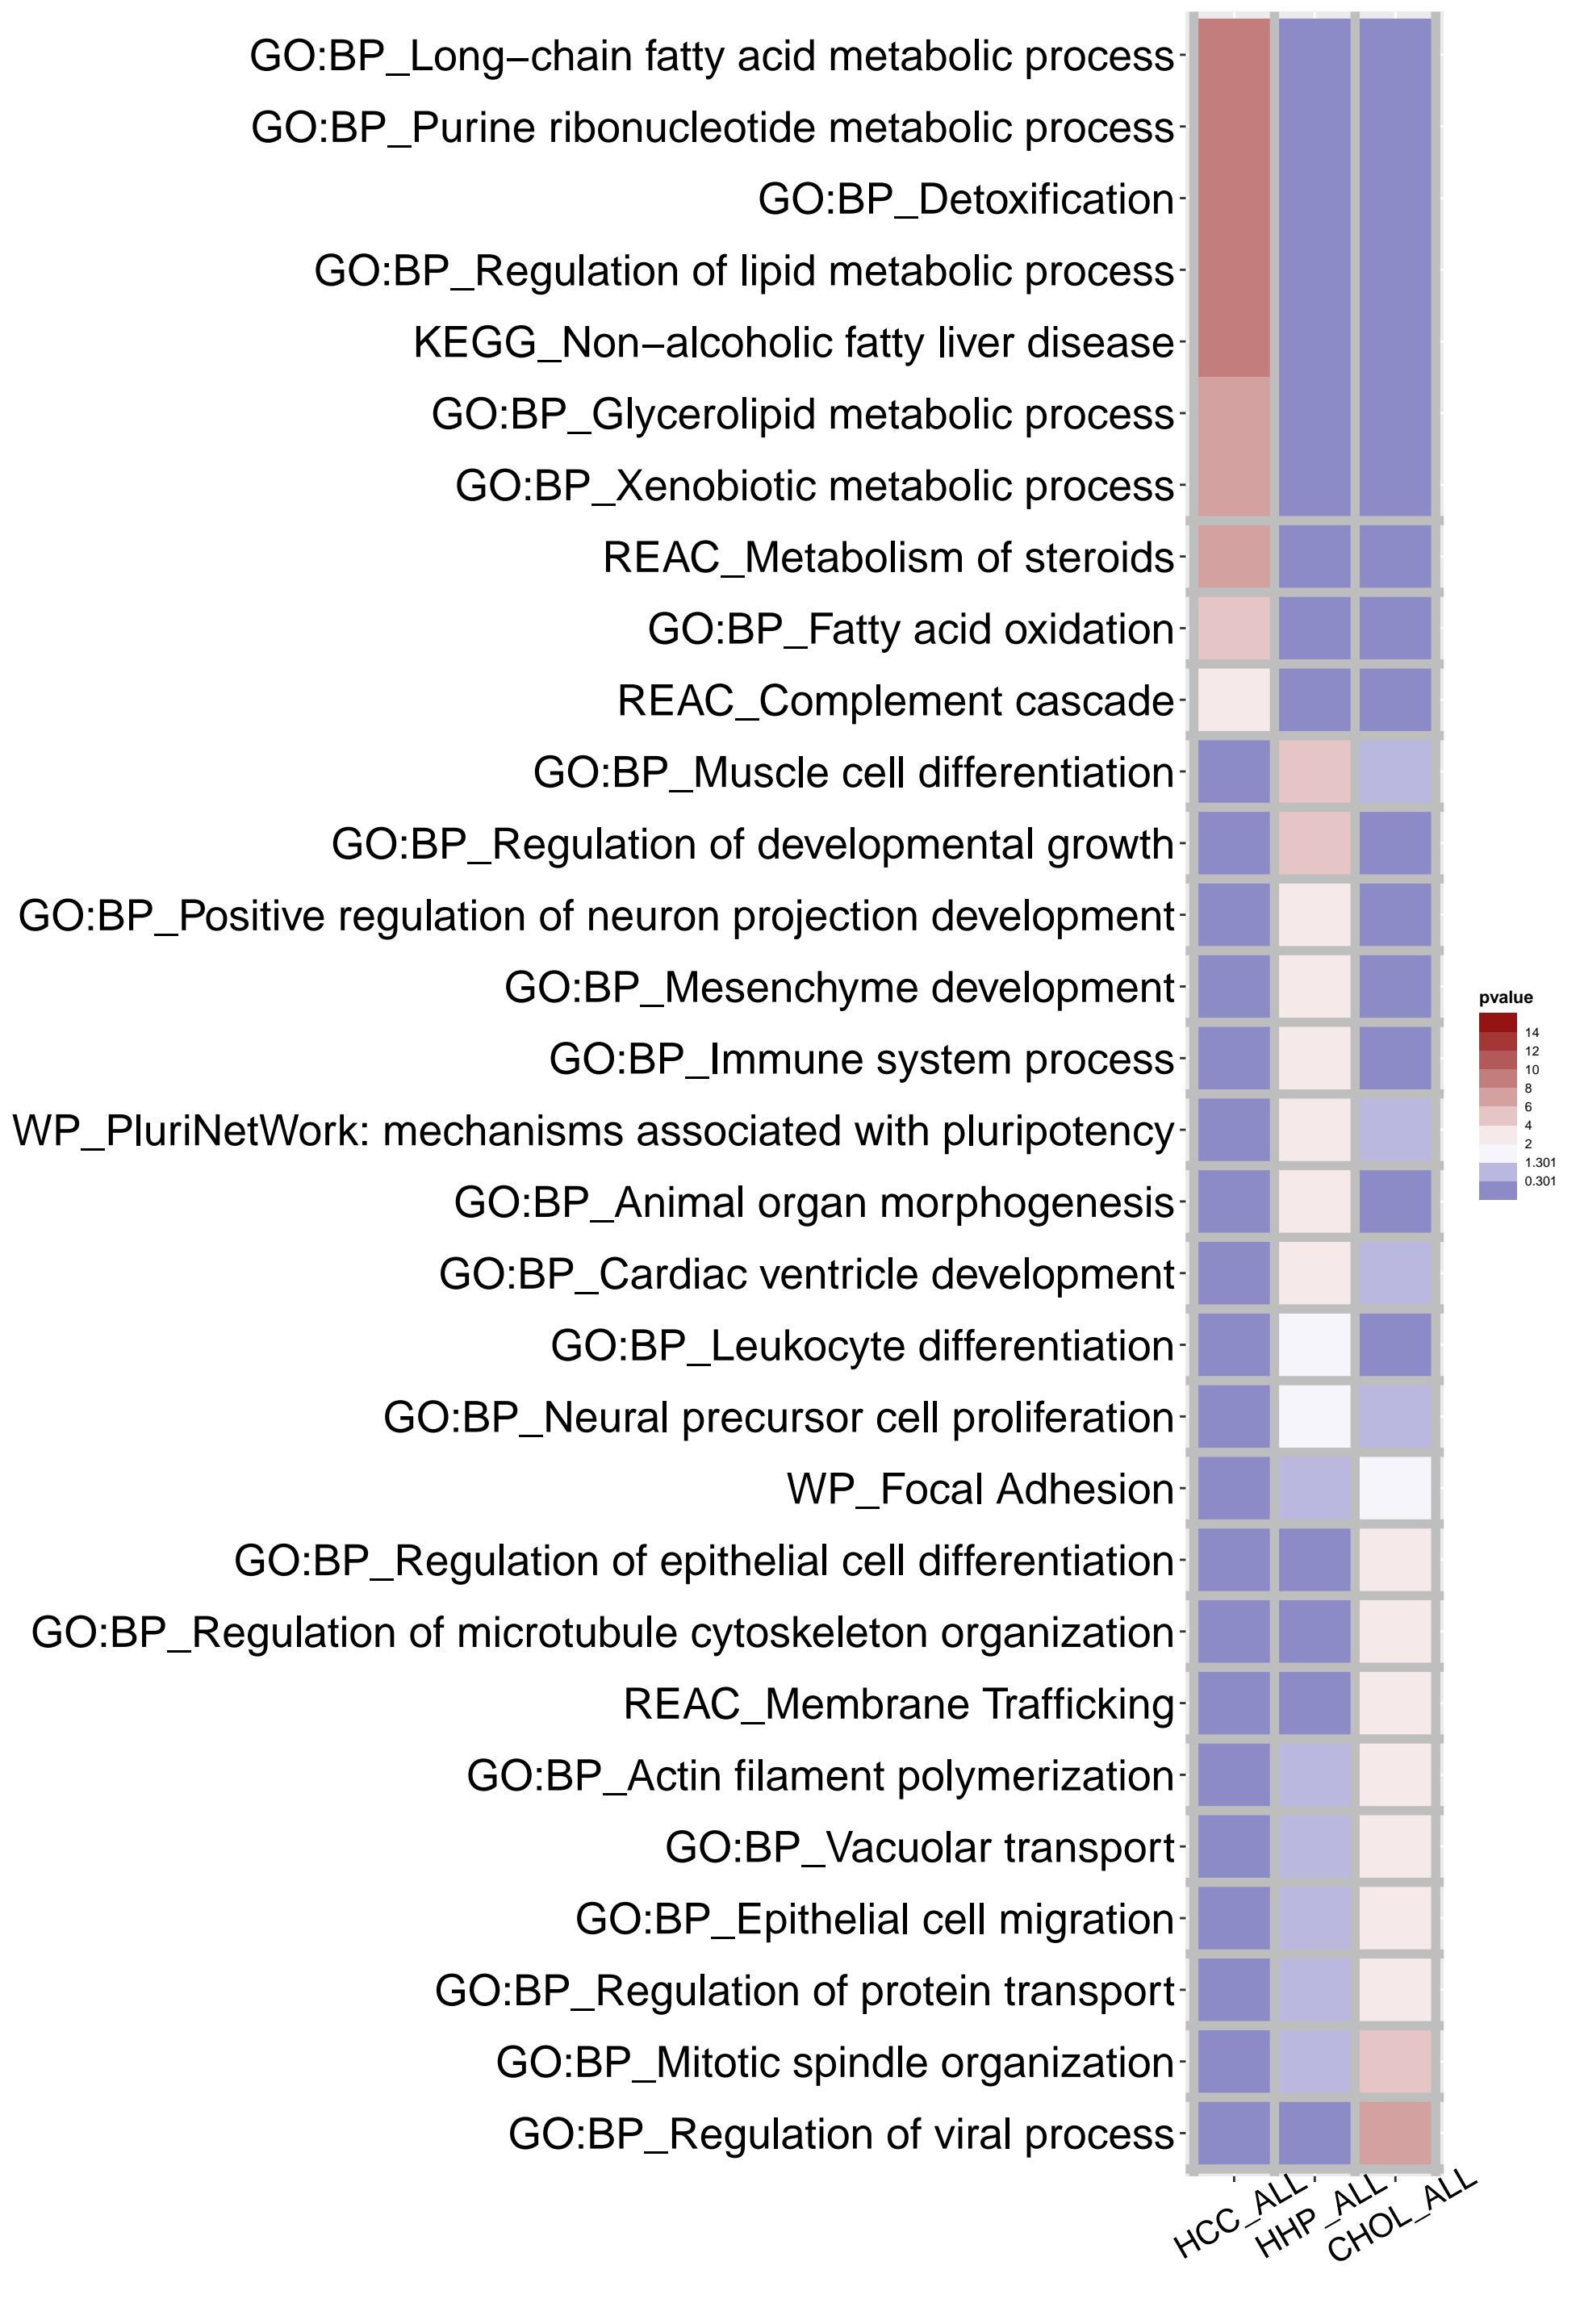 GO:BP_Long−chain fatty acid metabolic process
GO:BP_Purine ribonucleotide metabolic process
GO:BP_Detoxification
GO:BP_Regulation of lipid metabolic process
KEGG_Non−alcoholic fatty liver disease
GO:BP_Glycerolipid metabolic process
GO:BP_Xenobiotic metabolic process
REAC_Metabolism of steroids
GO:BP_Fatty acid oxidation
REAC_Complement cascade
GO:BP_Muscle cell differentiation
GO:BP_Regulation of developmental growth
GO:BP_Positive regulation of neuron projection development
GO:BP_Mesenchyme development
GO:BP_Immune system process
WP_PluriNetWork: mechanisms associated with pluripotency
GO:BP_Animal organ morphogenesis
GO:BP_Cardiac ventricle development
GO:BP_Leukocyte differentiation
GO:BP_Neural precursor cell proliferation
WP_Focal Adhesion
GO:BP_Regulation of epithelial cell differentiation
GO:BP_Regulation of microtubule cytoskeleton organization
REAC_Membrane Trafficking
GO:BP_Actin filament polymerization
GO:BP_Vacuolar transport
GO:BP_Epithelial cell migration
GO:BP_Regulation of protein transport
GO:BP_Mitotic spindle organization
GO:BP_Regulation of viral process
HCC_ALL
HHP_ALL
CHOL_ALL
pvalue
14
12
10
8
6
4
2
1.301
0.301